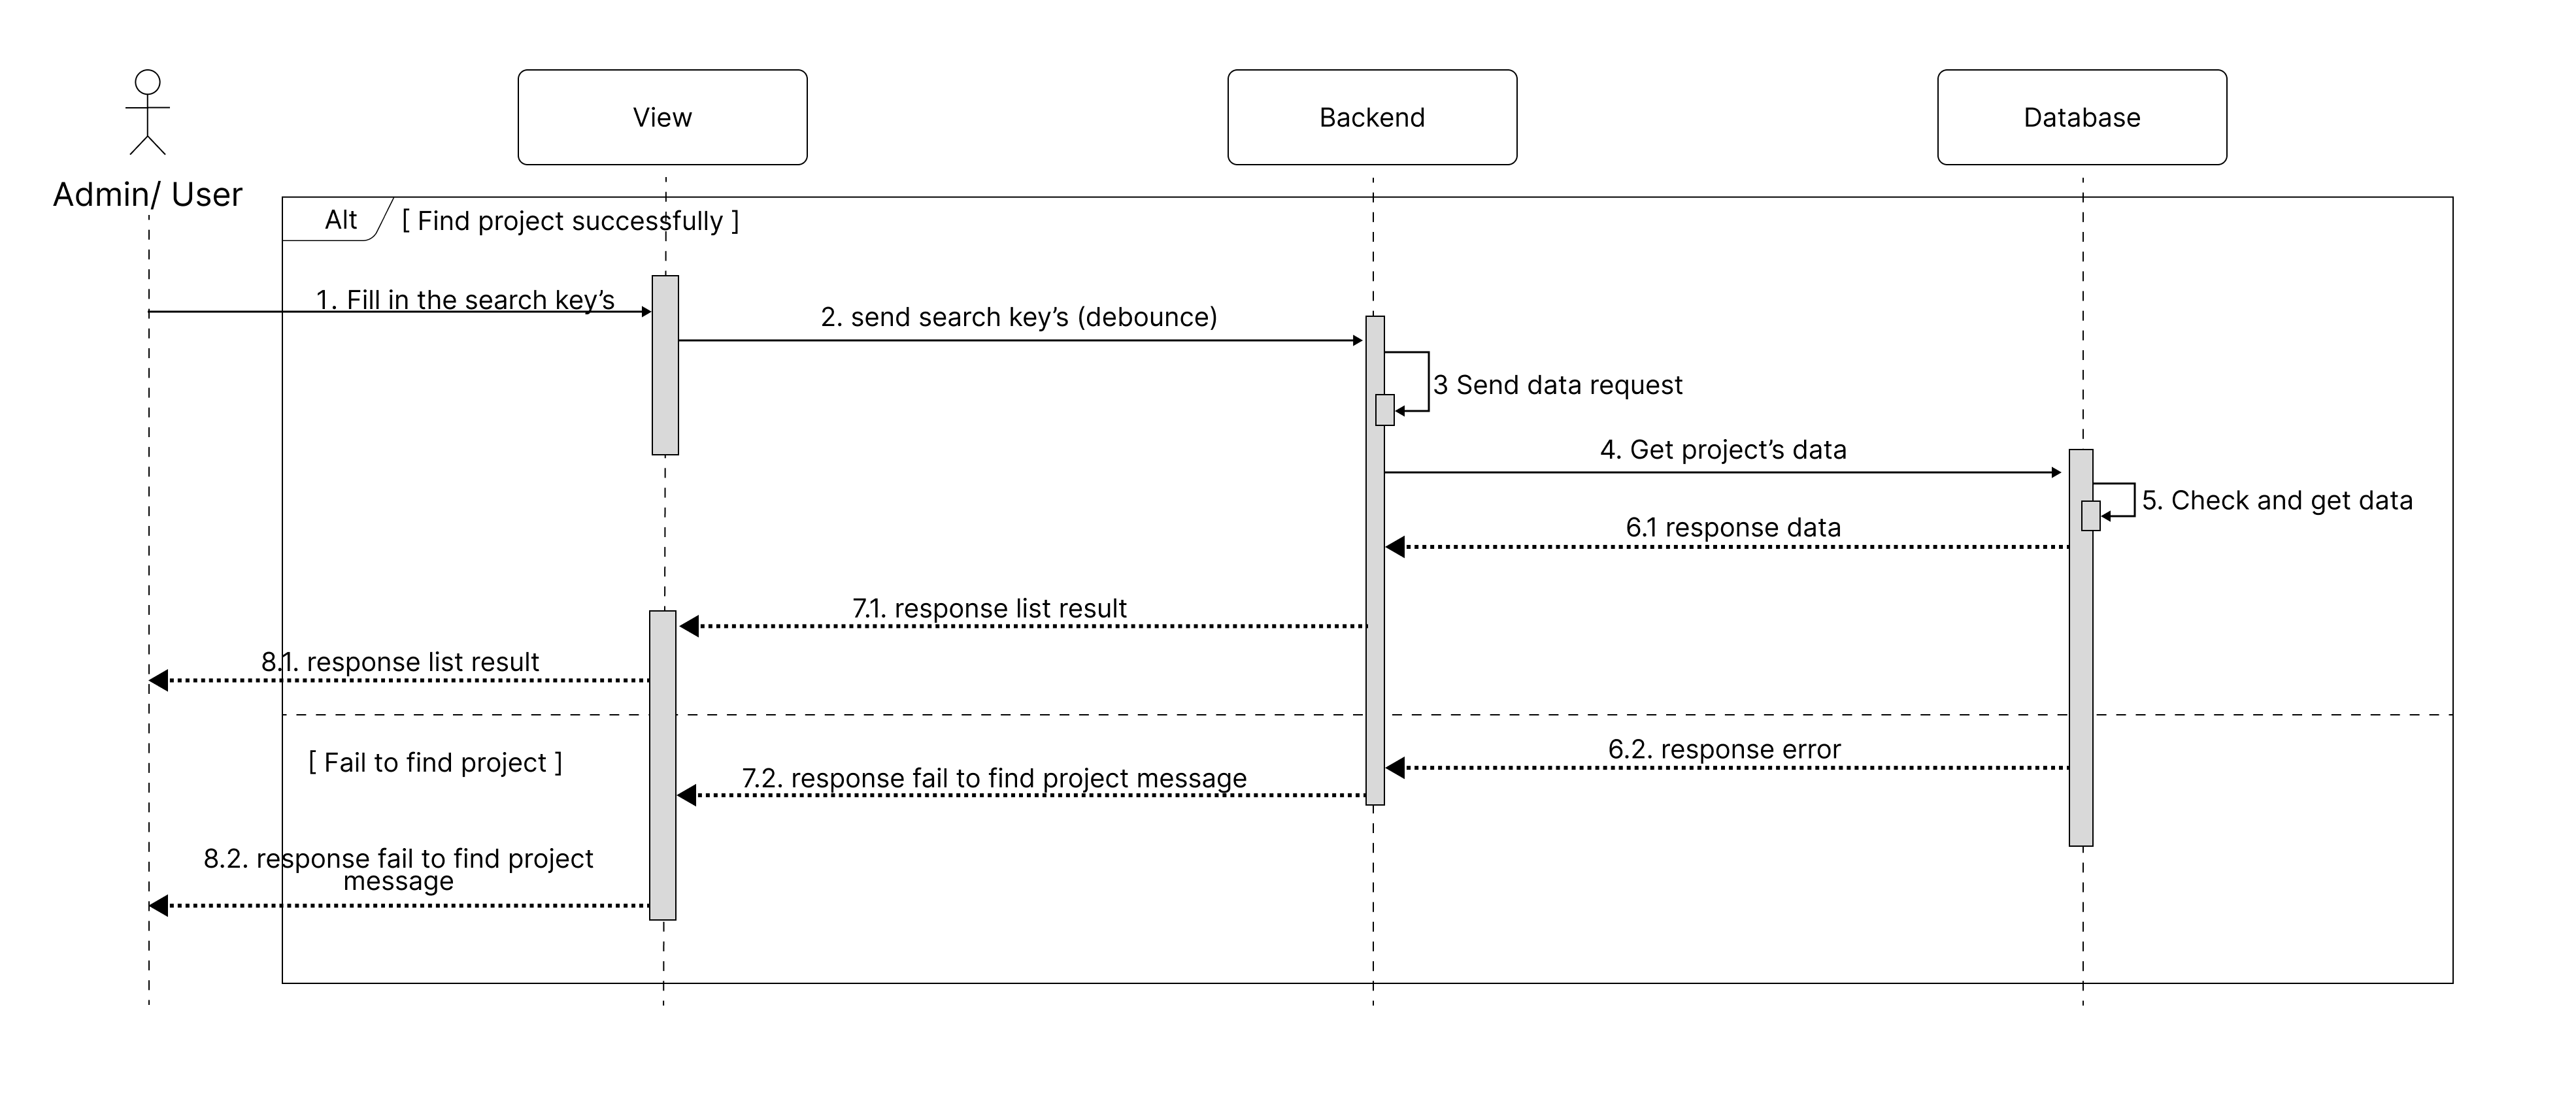 View
Backend
Database
Admin/ User
Alt
[ Find project successfully ]
1. Fill in the search key’s
2. send search key’s (debounce)
3 Send data request
4. Get project’s data
5. Check and get data
6.1 response data
7.1. response list result
8.1. response list result
6.2. response error
[ Fail to find project ]
7.2. response fail to find project message
8.2. response fail to find project
message